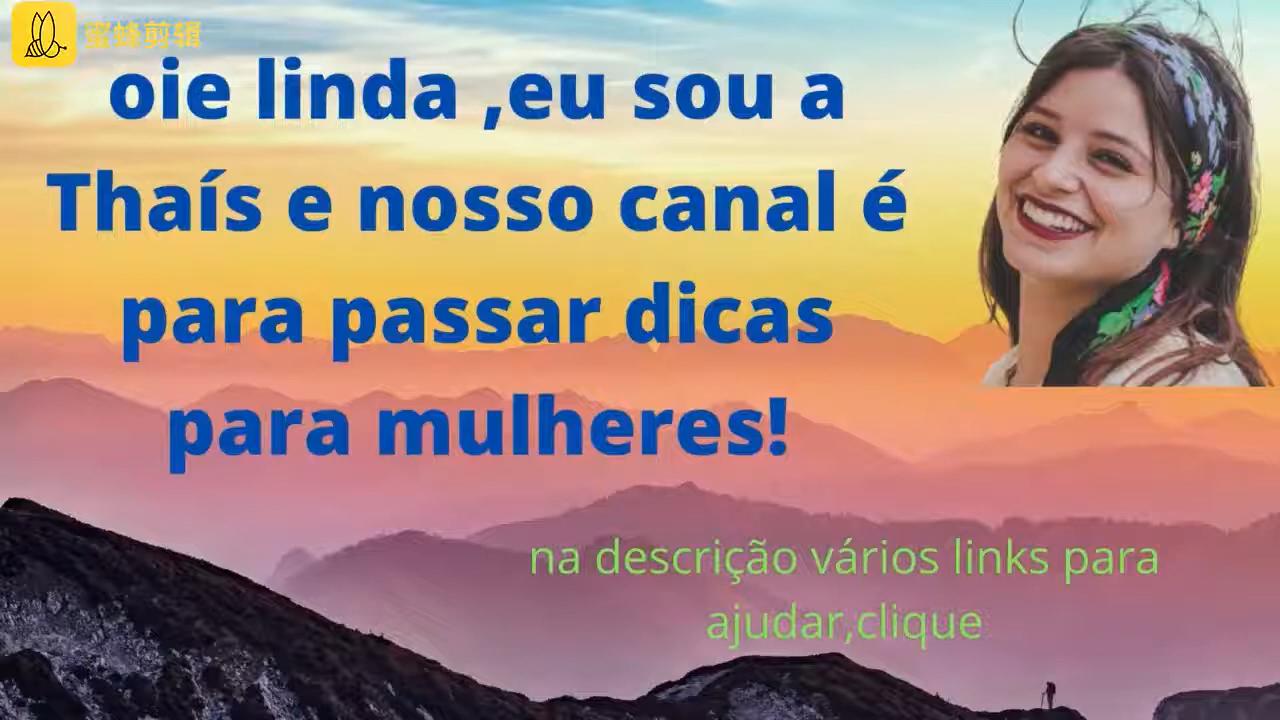 蜜蜂剪辑
oie linda ,eu sou a
Thaís e nosso canal é
para passar dicas
para mulheres!
na descrição vários links para
ajudar,clique